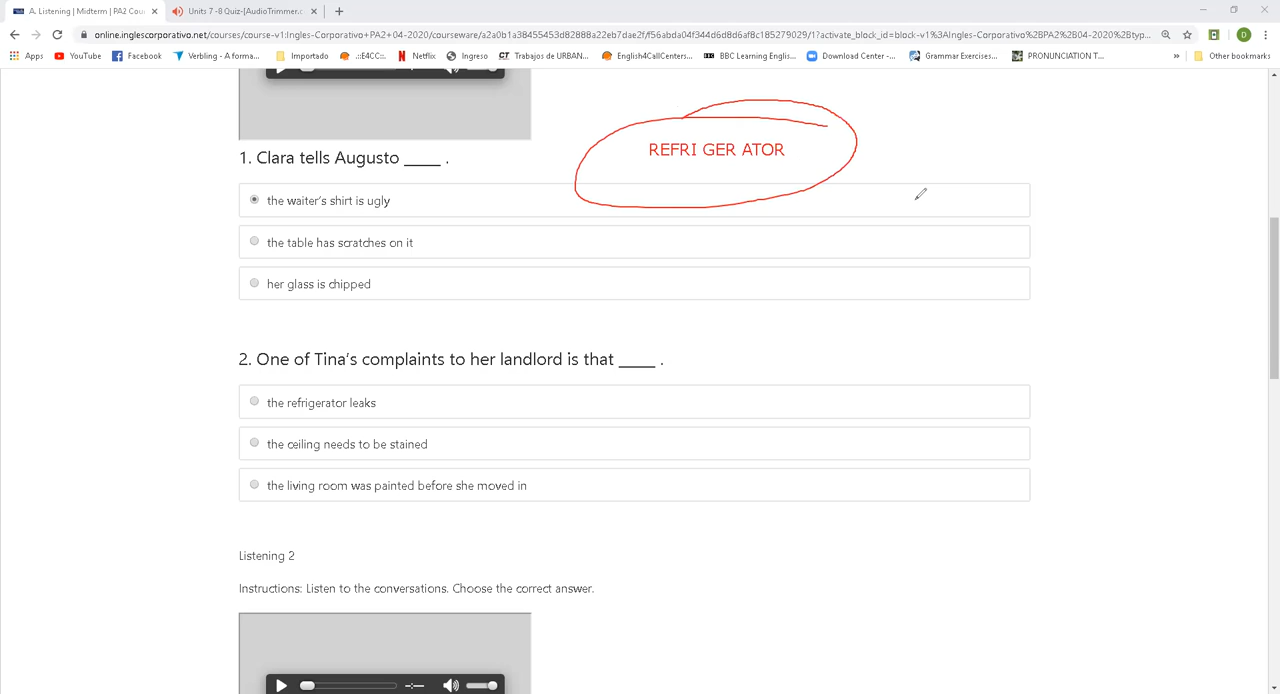 A. Listening | Midterm | PA2 Cou
Units 7 -8 Quiz-[AudioTrimmer.c
online.inglescorporativo.net/courses/course-v1:Ingles-Corporativo+PA2+04-2020/courseware/a2a0b1a38455453d82888a22eb7dae2f/f56abda04f344d6d8d6af8c185279029/1?activate_block_id=block-v1%3AIngles-Corporativo%2BPA2%2B04-2020%2Btyp...
D
Apps YouTube Facebook Verbling - A forma... Importado .::E4CC::. Netflix Ingreso CT Trabajos de URBAN... English4CallCenters... BBC Learning Englis... Download Center -... Grammar Exercises... PRONUNCIATION T... » Other bookmarks
REFRI GER ATOR
1. Clara tells Augusto _____ .
the waiter's shirt is ugly
the table has scratches on it
her glass is chipped
2. One of Tina's complaints to her landlord is that _____ .
the refrigerator leaks
the ceiling needs to be stained
the living room was painted before she moved in
Listening 2
Instructions: Listen to the conversations. Choose the correct answer.